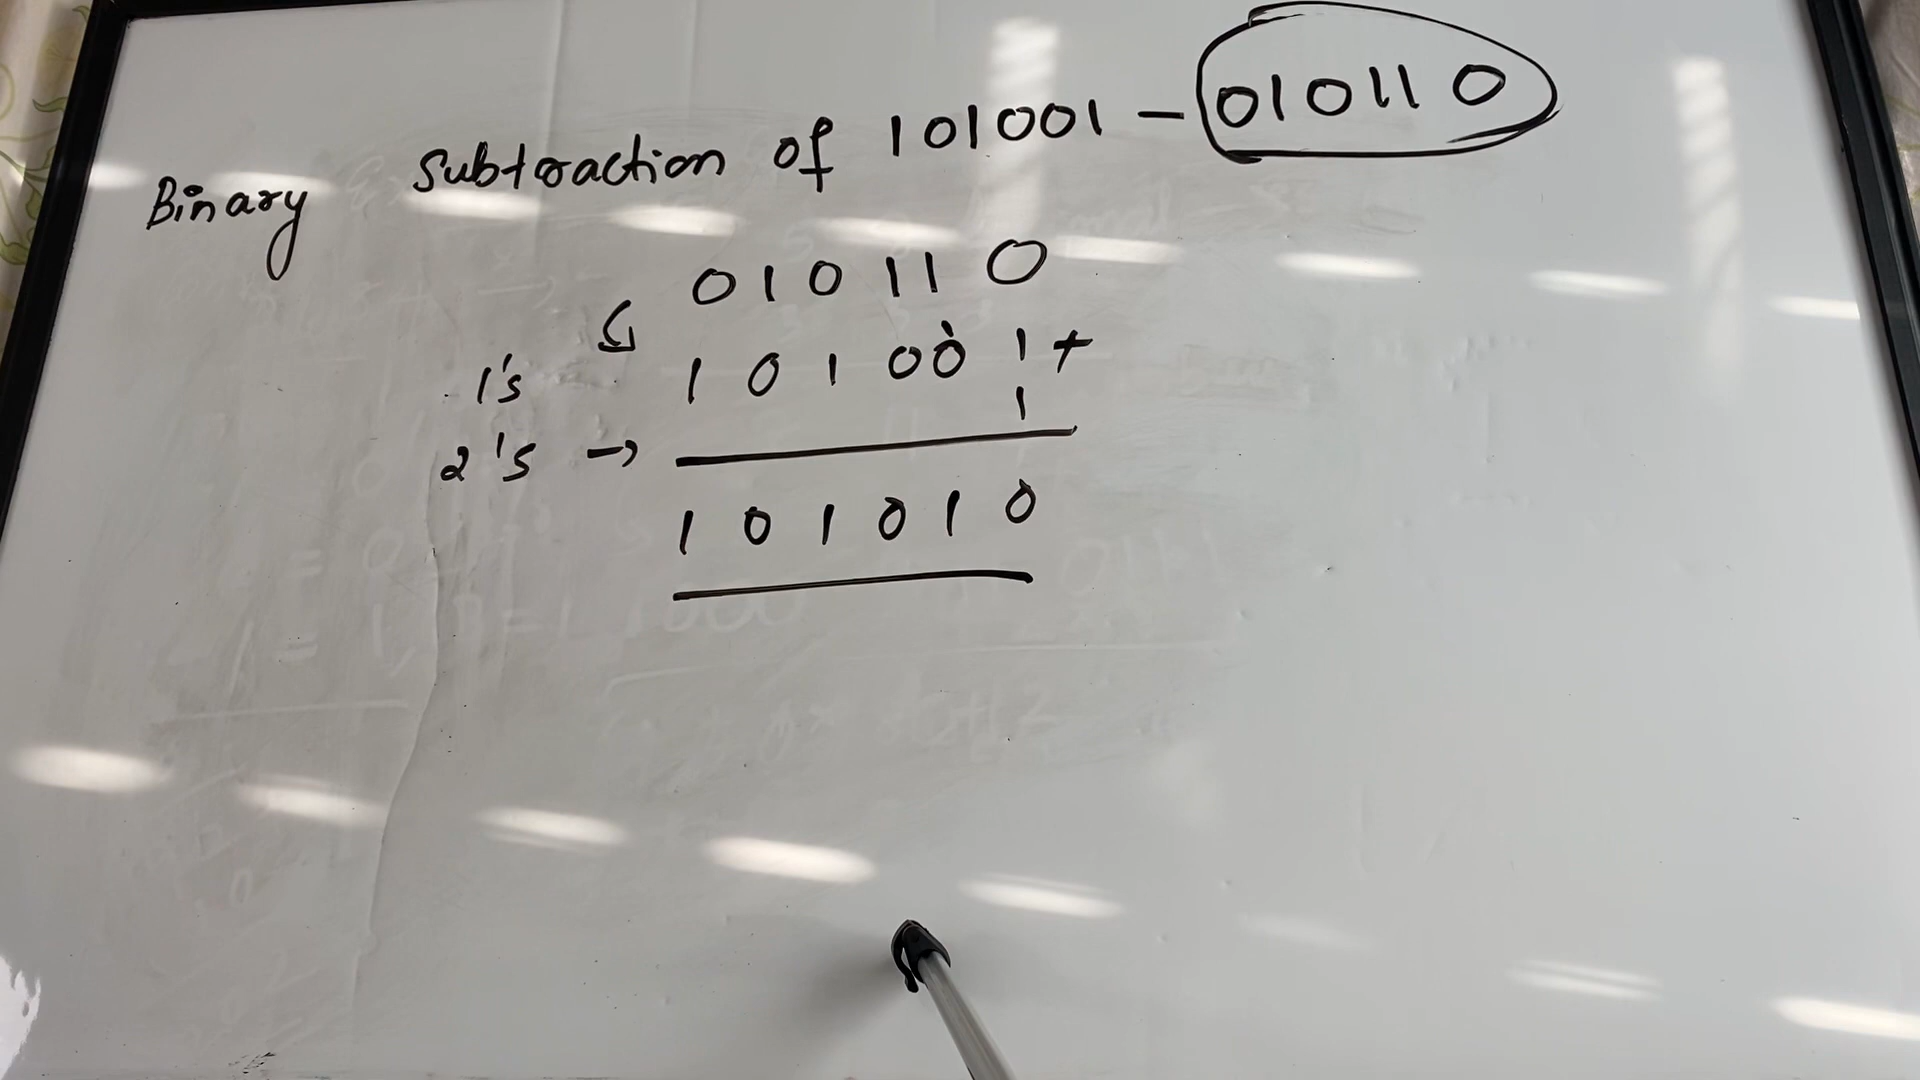 Binary Subtraction of 101001 - 010110
010110
1's 101001 +
1
2's →
101010